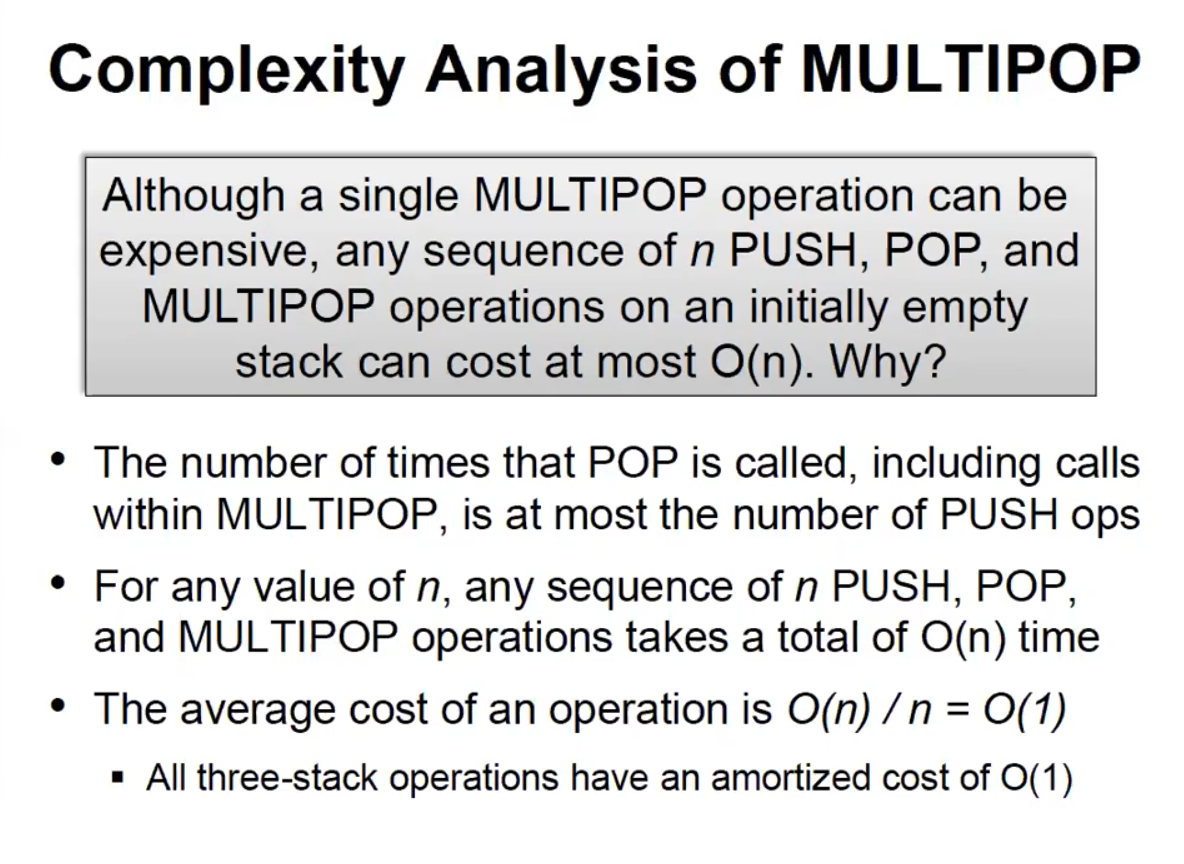 Complexity Analysis of MULTIPOP
Although a single MULTIPOP operation can be
expensive, any sequence of n PUSH, POP, and
MULTIPOP operations on an initially empty
stack can cost at most O(n). Why?
• The number of times that POP is called, including calls
within MULTIPOP, is at most the number of PUSH ops
• For any value of n, any sequence of n PUSH, POP,
and MULTIPOP operations takes a total of O(n) time
• The average cost of an operation is O(n) / n = O(1)
▪ All three-stack operations have an amortized cost of O(1)